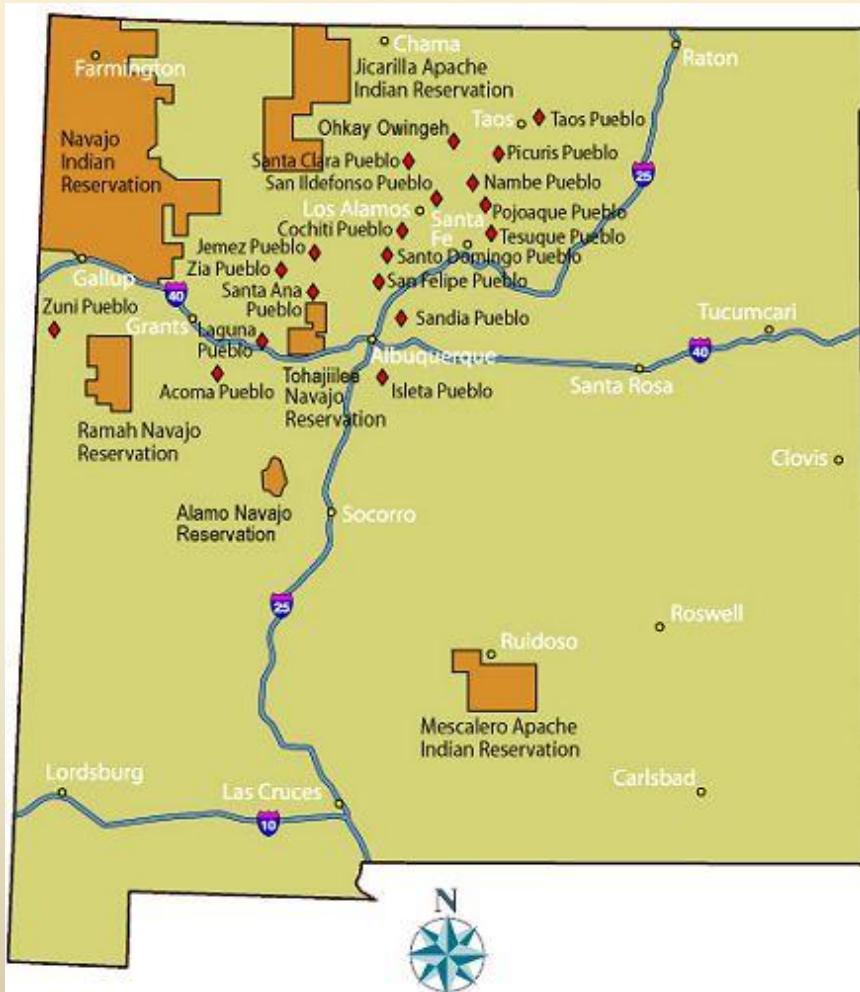 Chama
Raton
Farmington
Jicarilla Apache
Indian Reservation
Ohkay Owingeh
Taos
Taos Pueblo
Navajo
Indian
Reservation
Santa Clara Pueblo
Picuris Pueblo
25
San Ildefonso Pueblo
Nambe Pueblo
Los Alamos
Pojoaque Pueblo
Santa
Fe
Cochiti Pueblo
Tesuque Pueblo
Jemez Pueblo
Santo Domingo Pueblo
Zia Pueblo
Gallup
San Felipe Pueblo
40
Santa Ana
Pueblo
Zuni Pueblo
Grants
Laguna
Pueblo
Sandia Pueblo
Tucumcari
Albuquerque
40
Acoma Pueblo
Tohajiilee
Navajo
Reservation
Isleta Pueblo
Santa Rosa
Ramah Navajo
Reservation
Clovis
Alamo Navajo
Reservation
Socorro
25
Roswell
Ruidoso
Mescalero Apache
Indian Reservation
Lordsburg
Las Cruces
Carlsbad
10
N